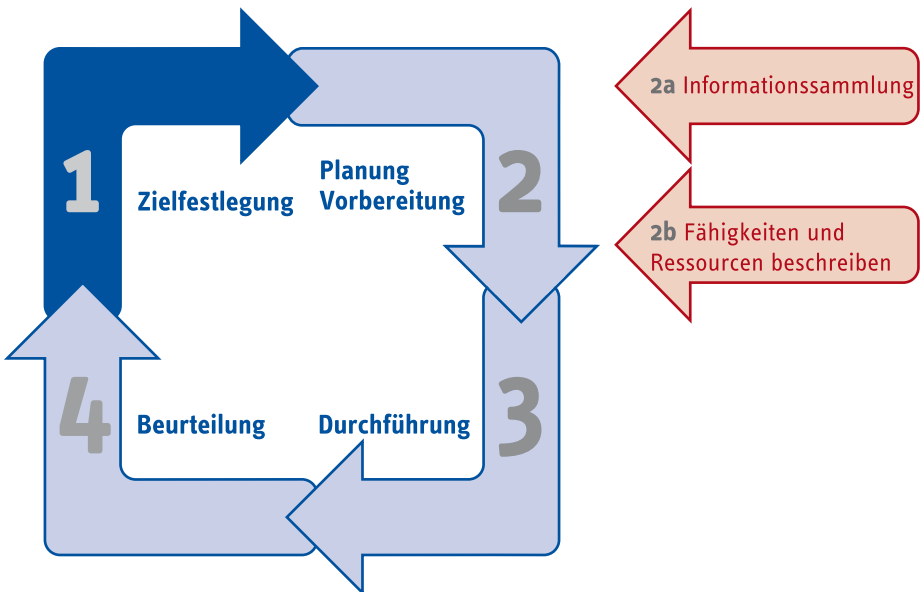 1
Zielfestlegung
Planung
Vorbereitung
2
2a Informationssammlung
2b Fähigkeiten und
Ressourcen beschreiben
3
Durchführung
4
Beurteilung